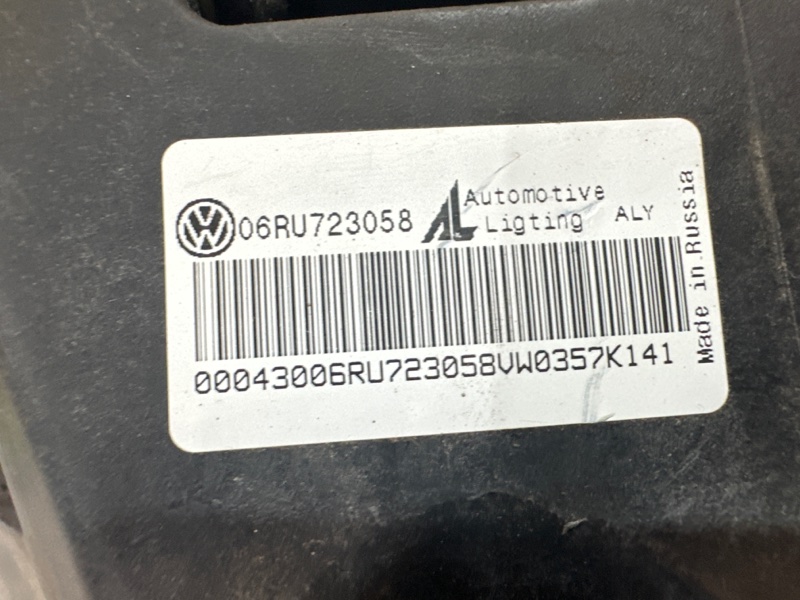 06RU723058
Automotive
Ligting ALY
00043006RU723058VW0357K141
Made in.Russia